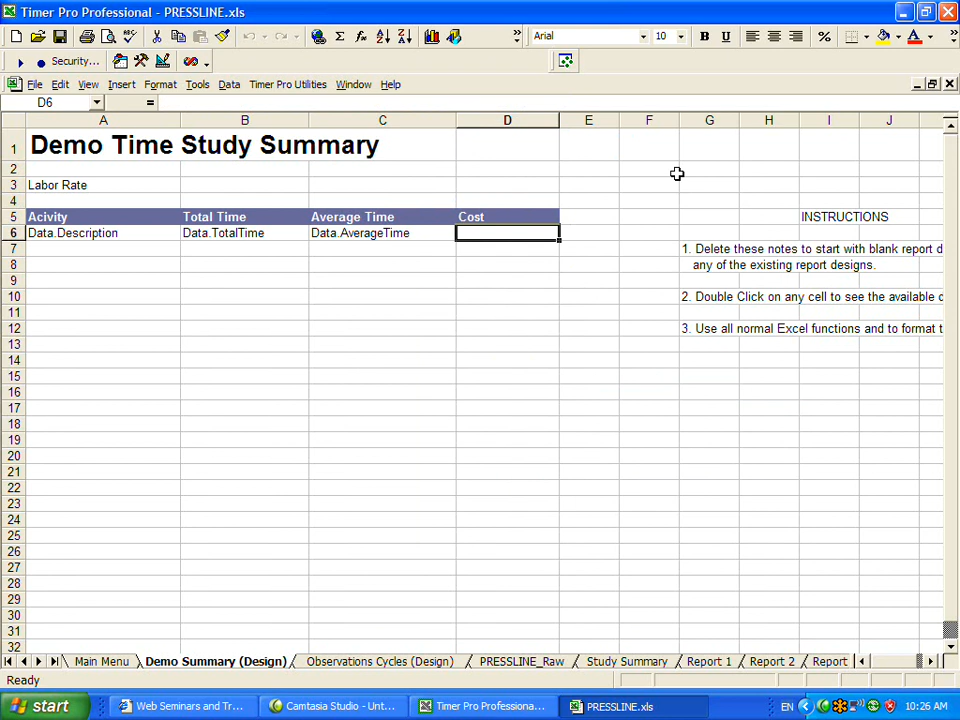 Timer Pro Professional - PRESSLINE.xls
Arial 10 B U %
Security...
File Edit View Insert Format Tools Data Timer Pro Utilities Window Help
D6 =
A B C D E F G H I J
1 Demo Time Study Summary
2
3 Labor Rate
4
5 Acivity Total Time Average Time Cost INSTRUCTIONS
6 Data.Description Data.TotalTime Data.AverageTime
7 1. Delete these notes to start with blank report d
8 any of the existing report designs.
9
10 2. Double Click on any cell to see the available c
11
12 3. Use all normal Excel functions and to format t
13
14
15
16
17
18
19
20
21
22
23
24
25
26
27
28
29
30
31
32
Main Menu Demo Summary (Design) Observations Cycles (Design) PRESSLINE_Raw Study Summary Report 1 Report 2 Report
Ready
start Web Seminars and Tr... Camtasia Studio - Unt... Timer Pro Professiona... PRESSLINE.xls EN 10:26 AM